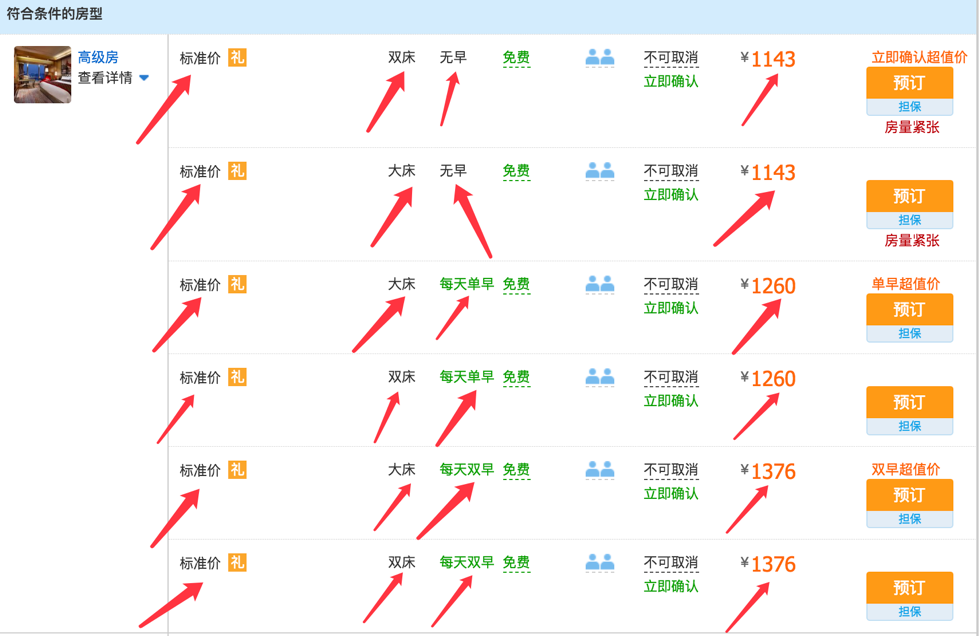 符合条件的房型
高级房
查看详情
标准价 礼 双床 无早 免费 不可取消 ¥1143 立即确认超值价
立即确认 预订
担保
房量紧张
标准价 礼 大床 无早 免费 不可取消 ¥1143
立即确认 预订
担保
房量紧张
标准价 礼 大床 每天单早 免费 不可取消 ¥1260 单早超值价
立即确认 预订
担保
标准价 礼 双床 每天单早 免费 不可取消 ¥1260
立即确认 预订
担保
标准价 礼 大床 每天双早 免费 不可取消 ¥1376 双早超值价
立即确认 预订
担保
标准价 礼 双床 每天双早 免费 不可取消 ¥1376
立即确认 预订
担保